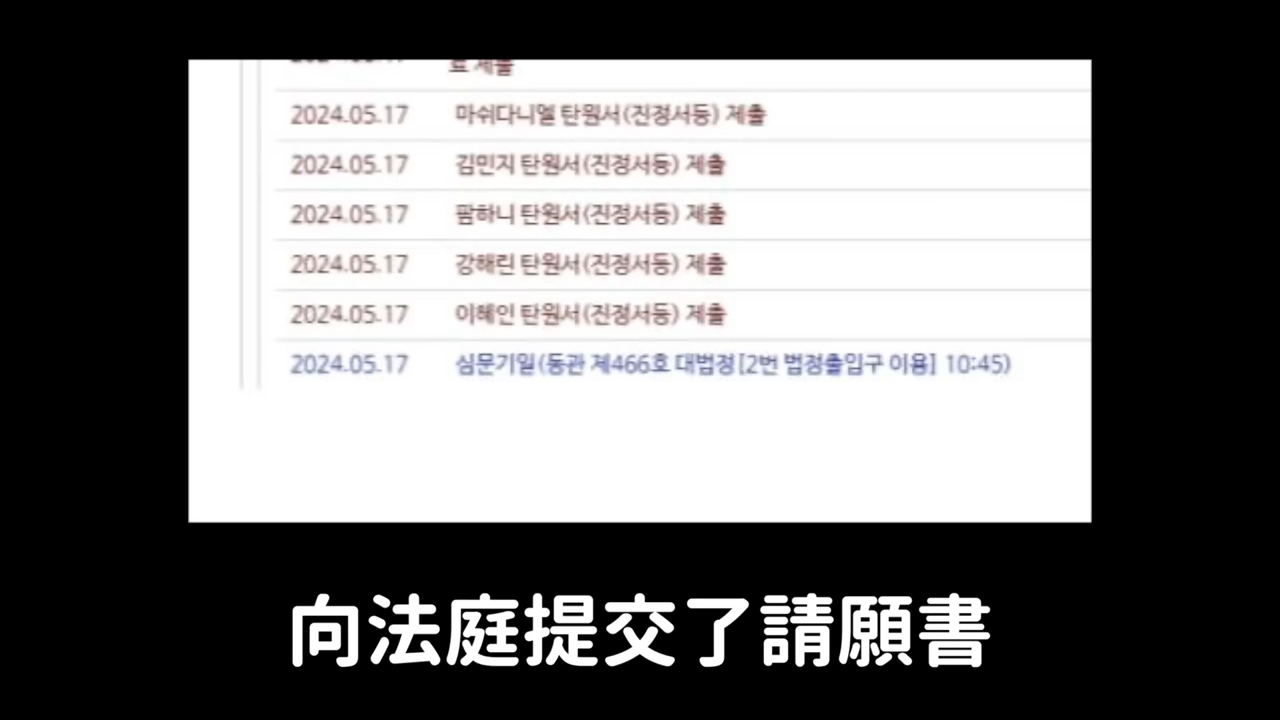 료 제출
2024.05.17 마쉬다니엘 탄원서(진정서등) 제출
2024.05.17 김민지 탄원서(진정서등) 제출
2024.05.17 팜하니 탄원서(진정서등) 제출
2024.05.17 강해린 탄원서(진정서등) 제출
2024.05.17 이혜인 탄원서(진정서등) 제출
2024.05.17 심문기일(동관 제466호 대법정[2번 법정출입구 이용] 10:45)
向法庭提交了請願書